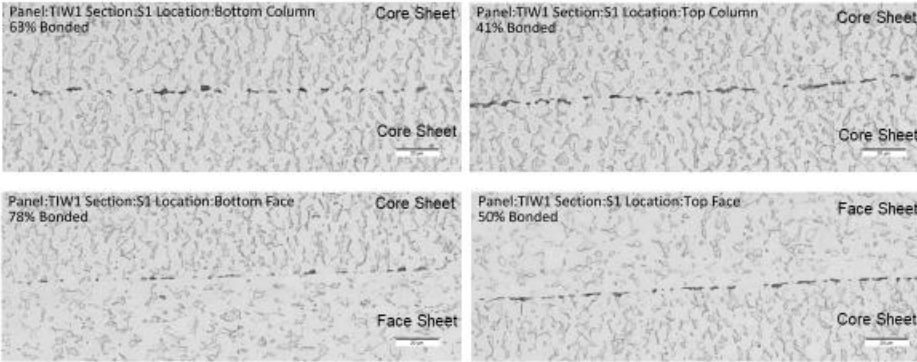 Panel:TIW1 Section:S1 Location:Bottom Column
63% Bonded
Core Sheet
Core Sheet
Panel:TIW1 Section:S1 Location:Top Column
41% Bonded
Core Sheet
Core Sheet
Panel:TIW1 Section:S1 Location:Bottom Face
78% Bonded
Core Sheet
Face Sheet
Panel:TIW1 Section:S1 Location:Top Face
50% Bonded
Face Sheet
Core Sheet